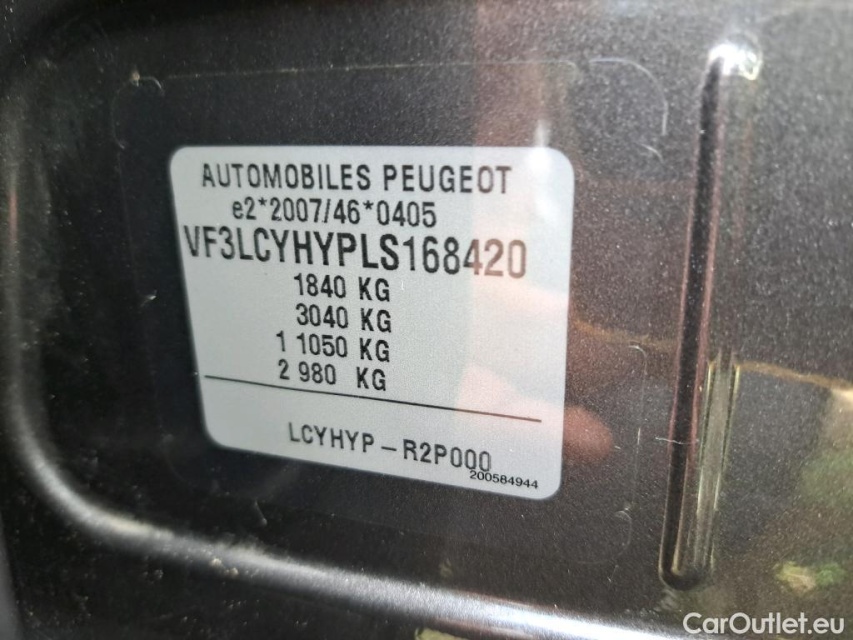 AUTOMOBILES PEUGEOT
e2*2007/46*0405
VF3LCYHYPLS168420
1840 KG
3040 KG
1 1050 KG
2 980 KG
LCYHYP-R2P000
200584944
CarOutlet.eu